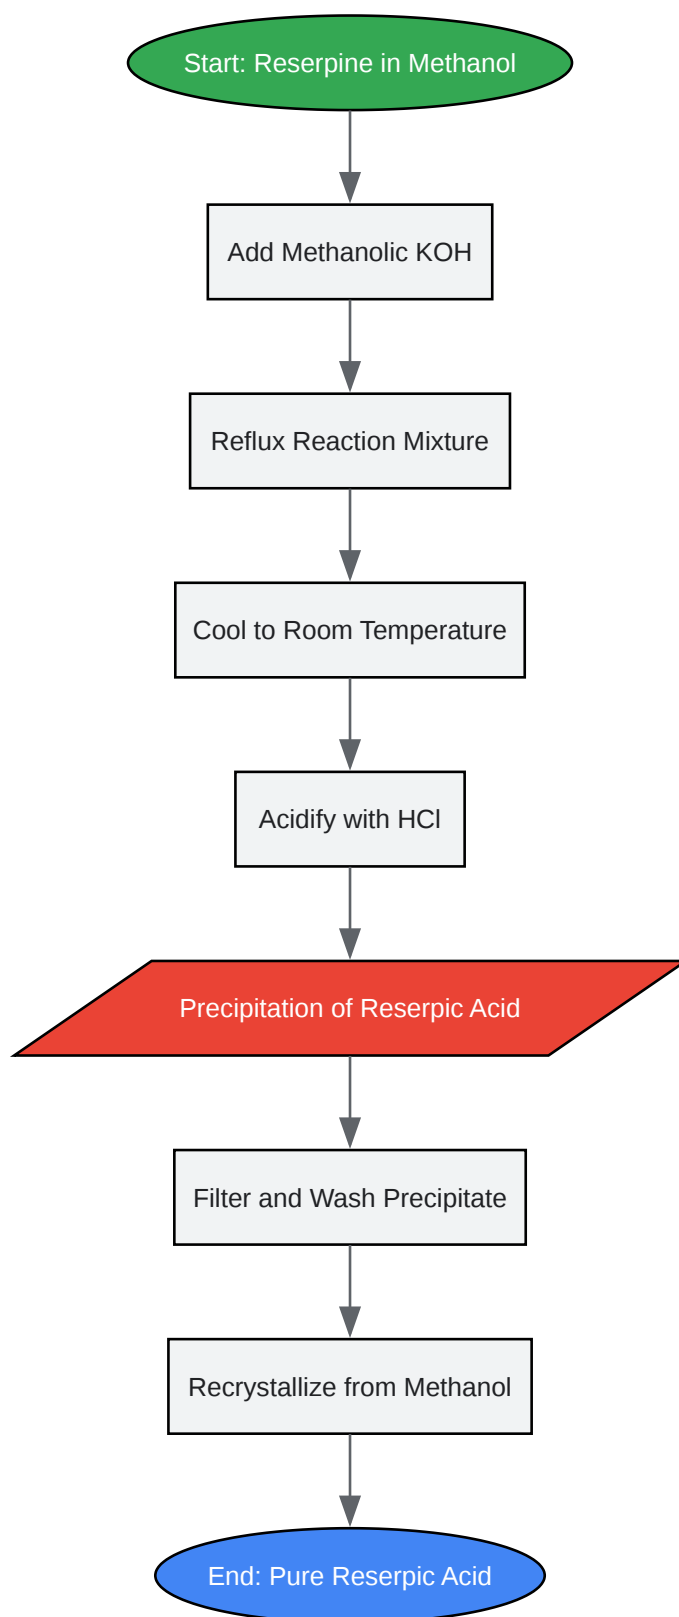 Start: Reserpine in Methanol
Add Methanolic KOH
Reflux Reaction Mixture
Cool to Room Temperature
Acidify with HCl
Precipitation of Reserpic Acid
Filter and Wash Precipitate
Recrystallize from Methanol
End: Pure Reserpic Acid